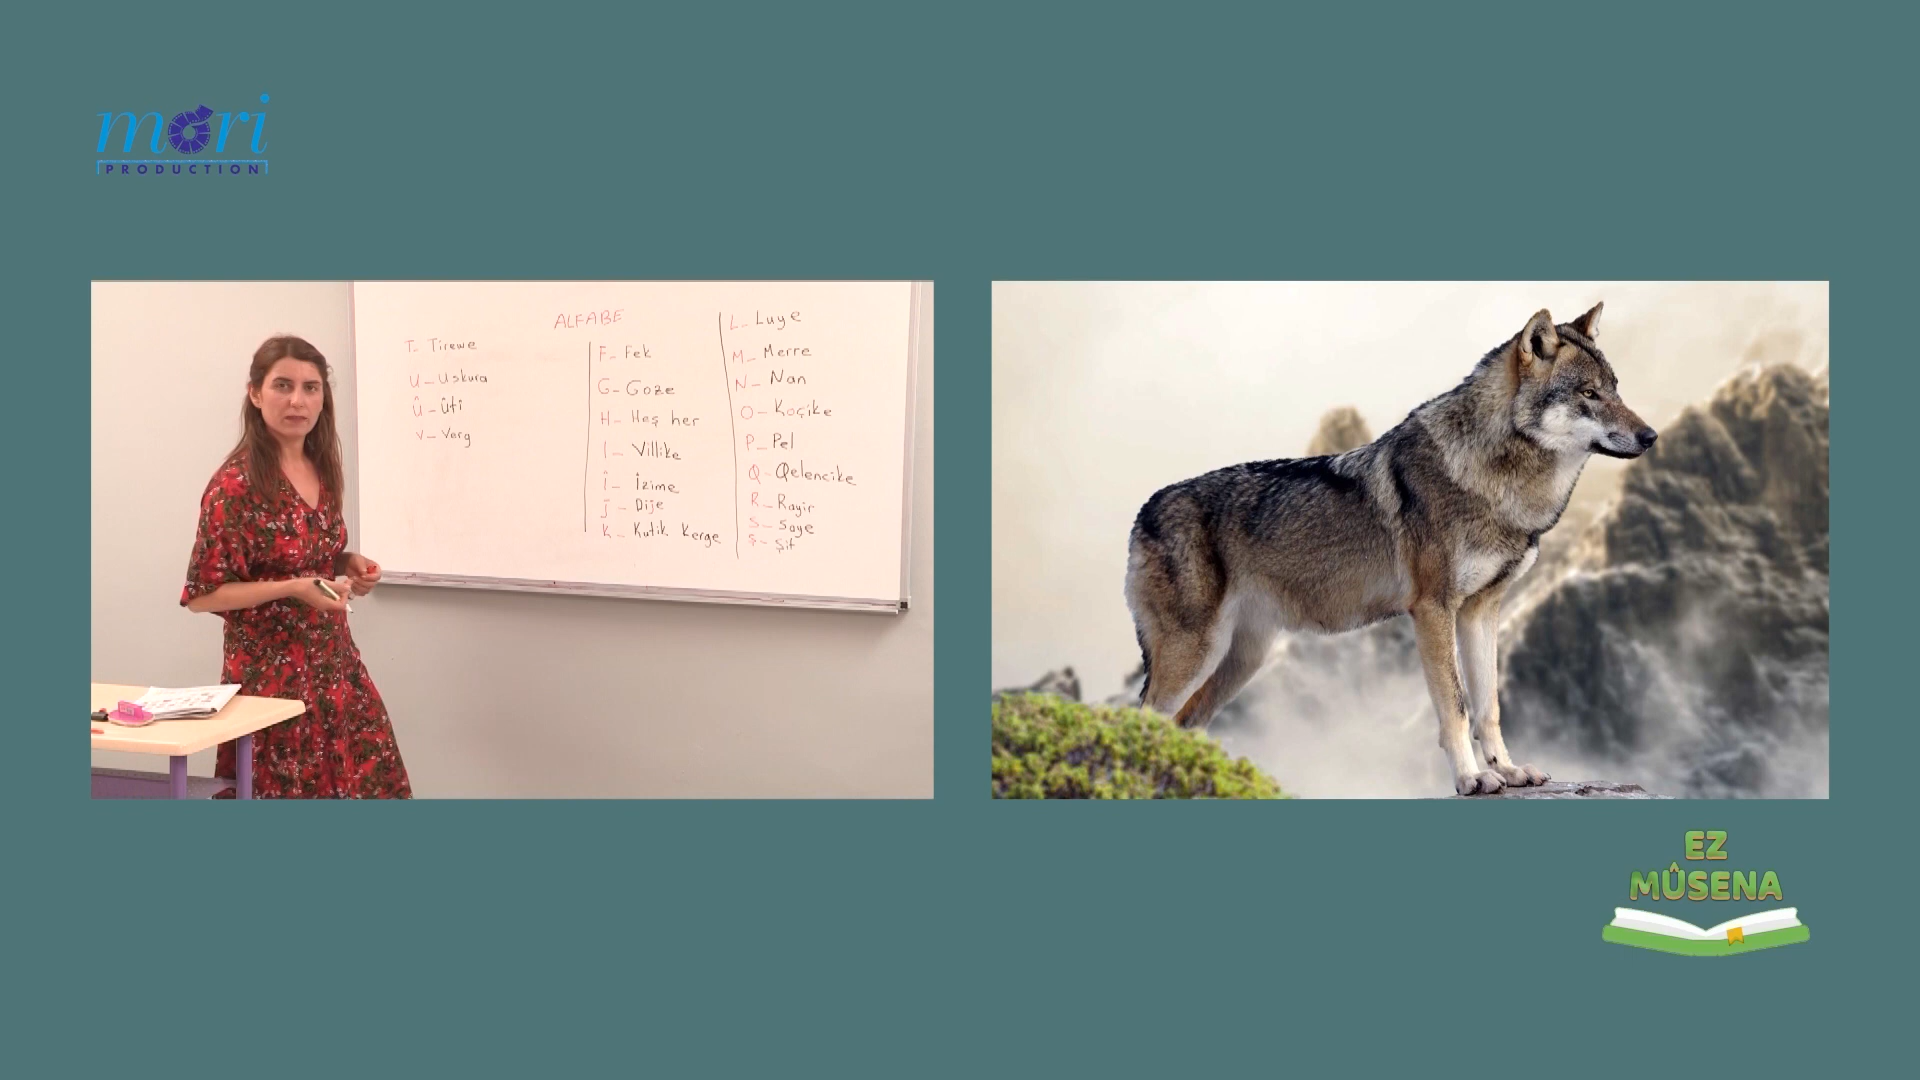 mori
PRODUCTION
ALFABE
T- Tirewe
U- Uskura
Û- Ûti
V- Verg
F- Fek
G- Goze
H- Heş her
I- Villike
Î- İzime
J- Dije
K- Kutik kerge
L- Luye
M- Merre
N- Nan
O- Koçike
P- Pel
Q- Qelencike
R- Rayir
S- Saye
Ş- Şit
EZ
MÛSENA